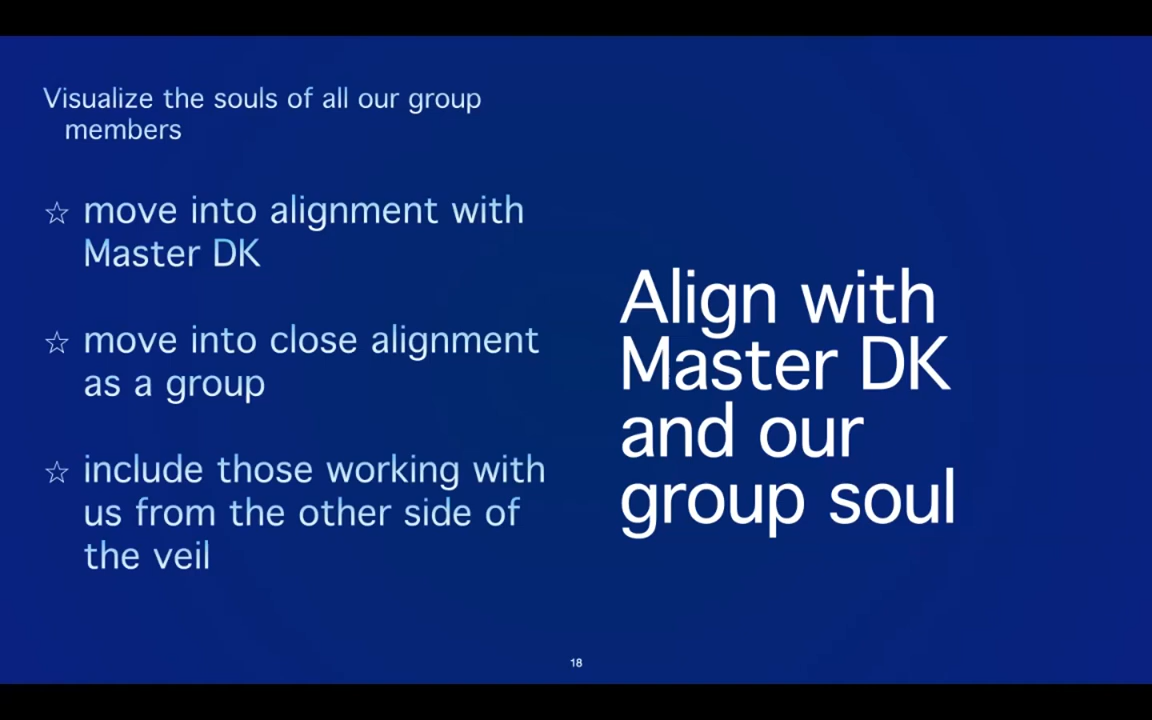 Visualize the souls of all our group
members
☆ move into alignment with
Master DK
☆ move into close alignment
as a group
☆ include those working with
us from the other side of
the veil
Align with
Master DK
and our
group soul
18